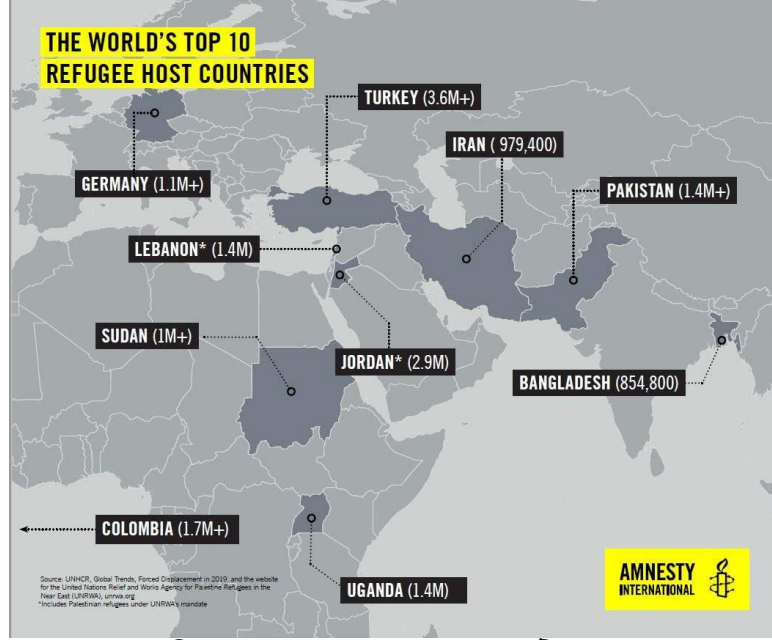 THE WORLD'S TOP 10
REFUGEE HOST COUNTRIES
TURKEY (3.6M+)
IRAN ( 979,400)
GERMANY (1.1M+)
PAKISTAN (1.4M+)
LEBANON* (1.4M)
SUDAN (1M+)
JORDAN* (2.9M)
BANGLADESH (854,800)
COLOMBIA (1.7M+)
UGANDA (1.4M)
Source: UNHCR, Global Trends, Forced Displacement in 2019, and the website
for the United Nations Relief and Works Agency for Palestine Refugees in the
Near East (UNRWA), unrwa.org
*Includes Palestinian refugees under UNRWA's mandate
AMNESTY
INTERNATIONAL